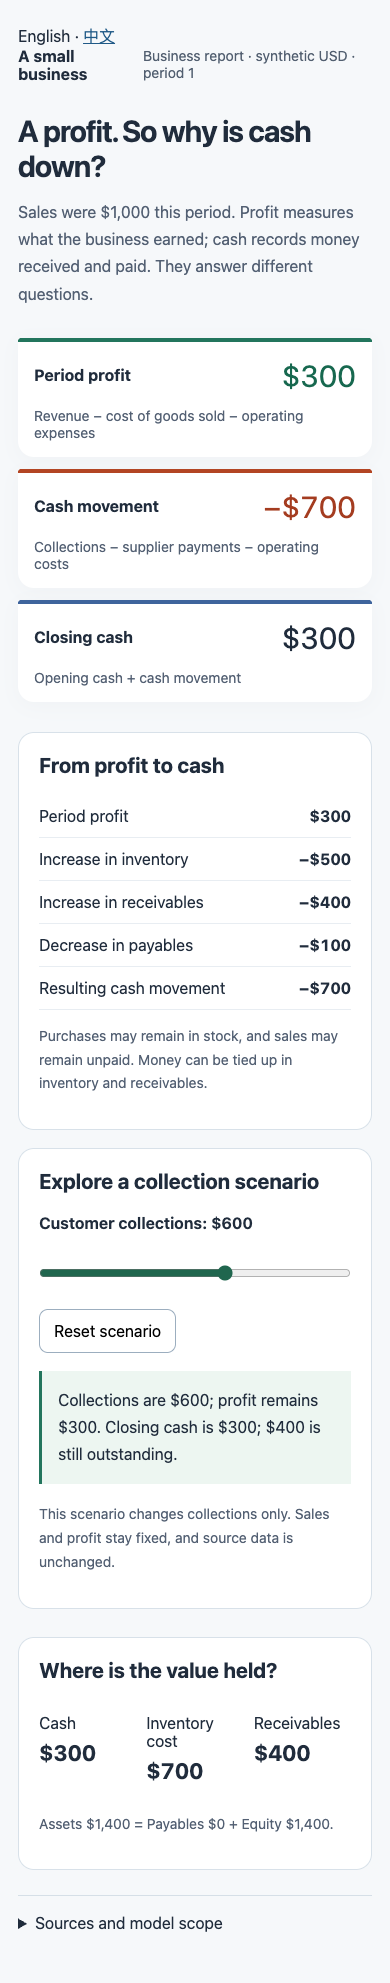 English · 中文
A small business
Business report · synthetic USD · period 1
A profit. So why is cash
down?
Sales were $1,000 this period. Profit measures
what the business earned; cash records money
received and paid. They answer different
questions.
Period profit
$300
Revenue – cost of goods sold – operating
expenses
Cash movement
–$700
Collections – supplier payments – operating
costs
Closing cash
$300
Opening cash + cash movement
From profit to cash
Period profit $300
Increase in inventory –$500
Increase in receivables –$400
Decrease in payables –$100
Resulting cash movement –$700
Purchases may remain in stock, and sales may
remain unpaid. Money can be tied up in
inventory and receivables.
Explore a collection scenario
Customer collections: $600
Reset scenario
Collections are $600; profit remains
$300. Closing cash is $300; $400 is
still outstanding.
This scenario changes collections only. Sales
and profit stay fixed, and source data is
unchanged.
Where is the value held?
Cash
$300
Inventory
cost
$700
Receivables
$400
Assets $1,400 = Payables $0 + Equity $1,400.
Sources and model scope